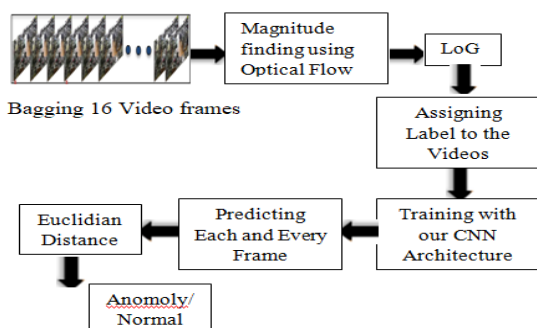 Magnitude
finding using
Optical Flow
LoG
Bagging 16 Video frames
Assigning
Label to the
Videos
Training with
our CNN
Architecture
Predicting
Each and Every
Frame
Euclidian
Distance
Anomoly/
Normal